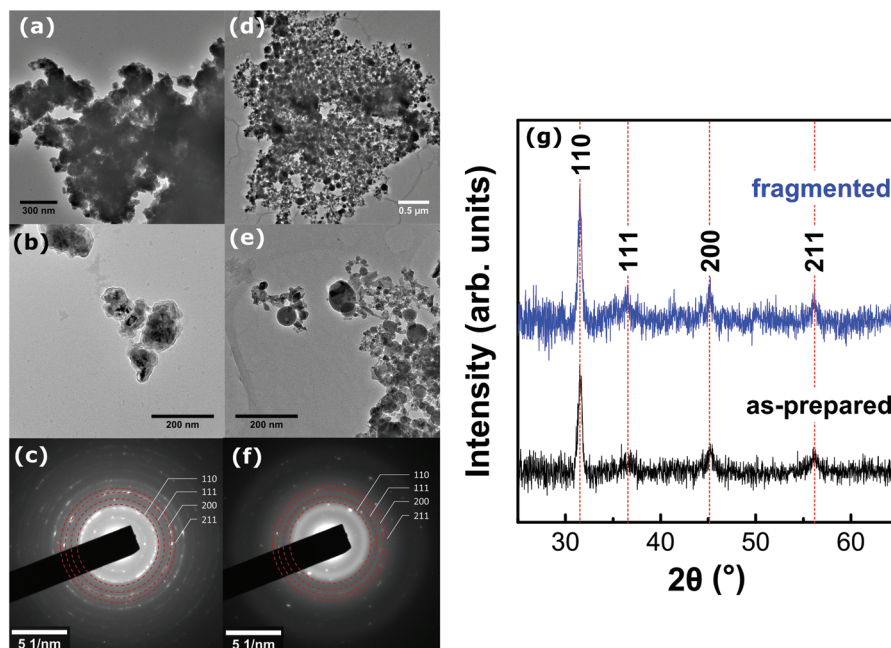 (a)
300 nm
(d)
0.5 µm
(b)
200 nm
(e)
200 nm
(c)
110
111
200
211
5 1/nm
(f)
110
111
200
211
5 1/nm
(g)
Intensity (arb. units)
110
111
200
211
fragmented
as-prepared
30
40
50
60
2θ (°)